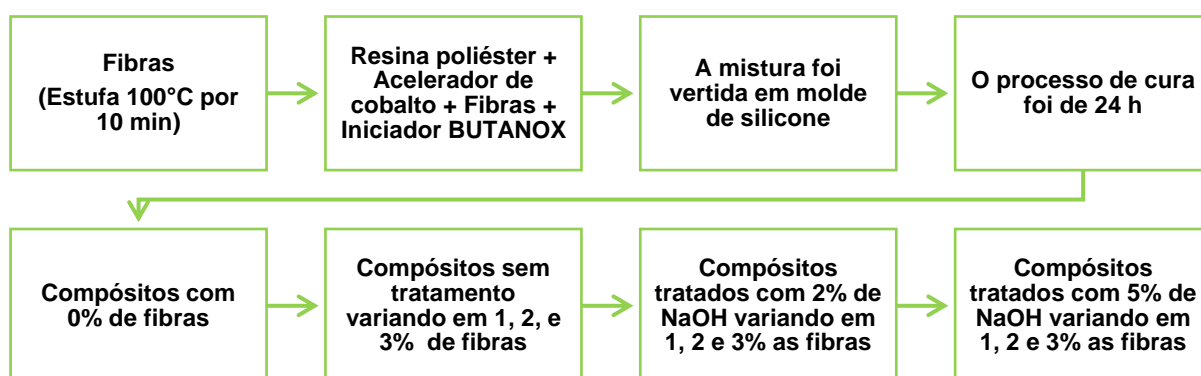 Fibras
(Estufa 100°C por
10 min)
Resina poliéster +
Acelerador de
cobalto + Fibras +
Iniciador BUTANOX
A mistura foi
vertida em molde
de silicone
O processo de cura
foi de 24 h
Compósitos com
0% de fibras
Compósitos sem
tratamento
variando em 1, 2, e
3% de fibras
Compósitos
tratados com 2% de
NaOH variando em
1, 2 e 3% as fibras
Compósitos
tratados com 5% de
NaOH variando em
1, 2 e 3% as fibras